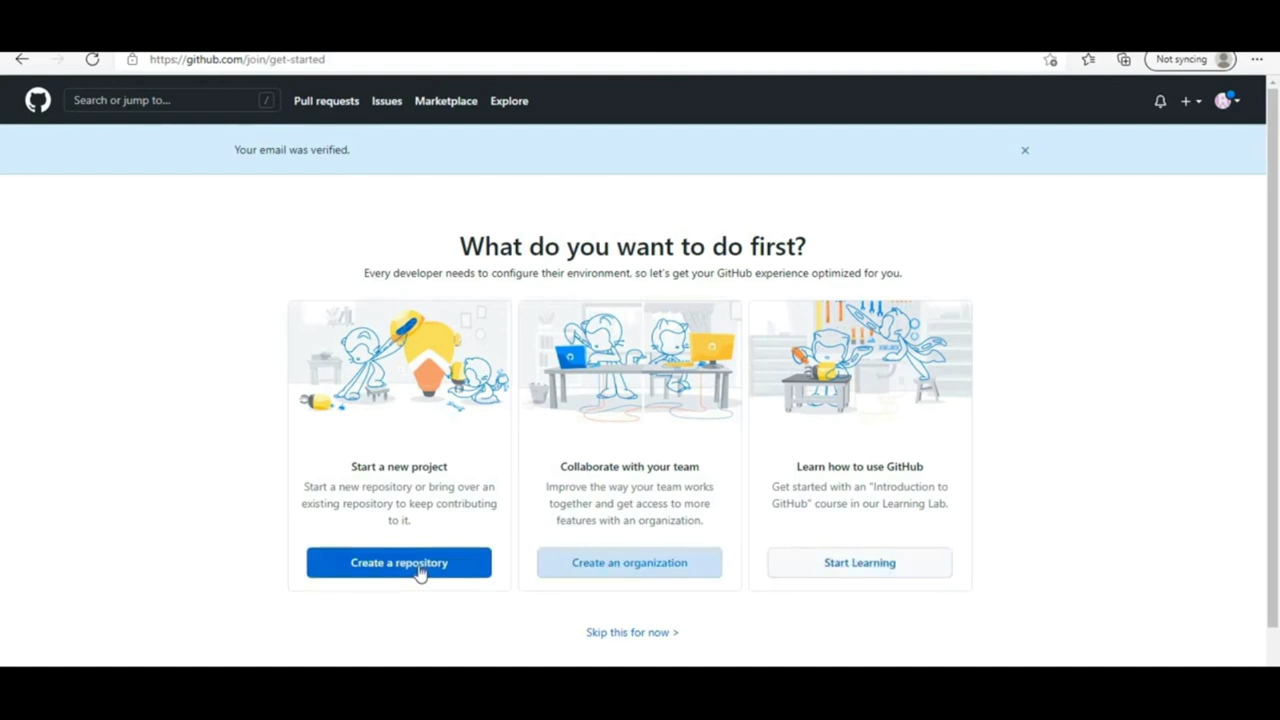 https://github.com/join/get-started
Not syncing
Search or jump to...
/
Pull requests
Issues
Marketplace
Explore
Your email was verified.
What do you want to do first?
Every developer needs to configure their environment, so let's get your GitHub experience optimized for you.
Start a new project
Start a new repository or bring over an
existing repository to keep contributing
to it.
Create a repository
Collaborate with your team
Improve the way your team works
together and get access to more
features with an organization.
Create an organization
Learn how to use GitHub
Get started with an "Introduction to
GitHub" course in our Learning Lab.
Start Learning
Skip this for now >